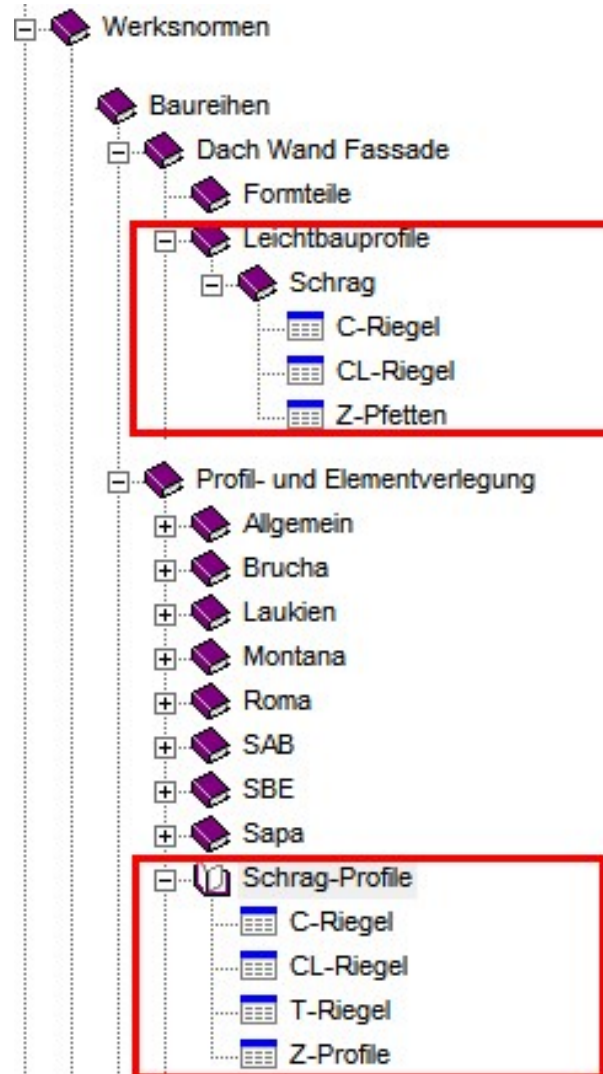 Werksnormen
Baureihen
Dach Wand Fassade
Formteile
Leichtbauprofile
Schrag
C-Riegel
CL-Riegel
Z-Pfetten
Profil- und Elementverlegung
Allgemein
Brucha
Laukien
Montana
Roma
SAB
SBE
Sapa
Schrag-Profile
C-Riegel
CL-Riegel
T-Riegel
Z-Profile